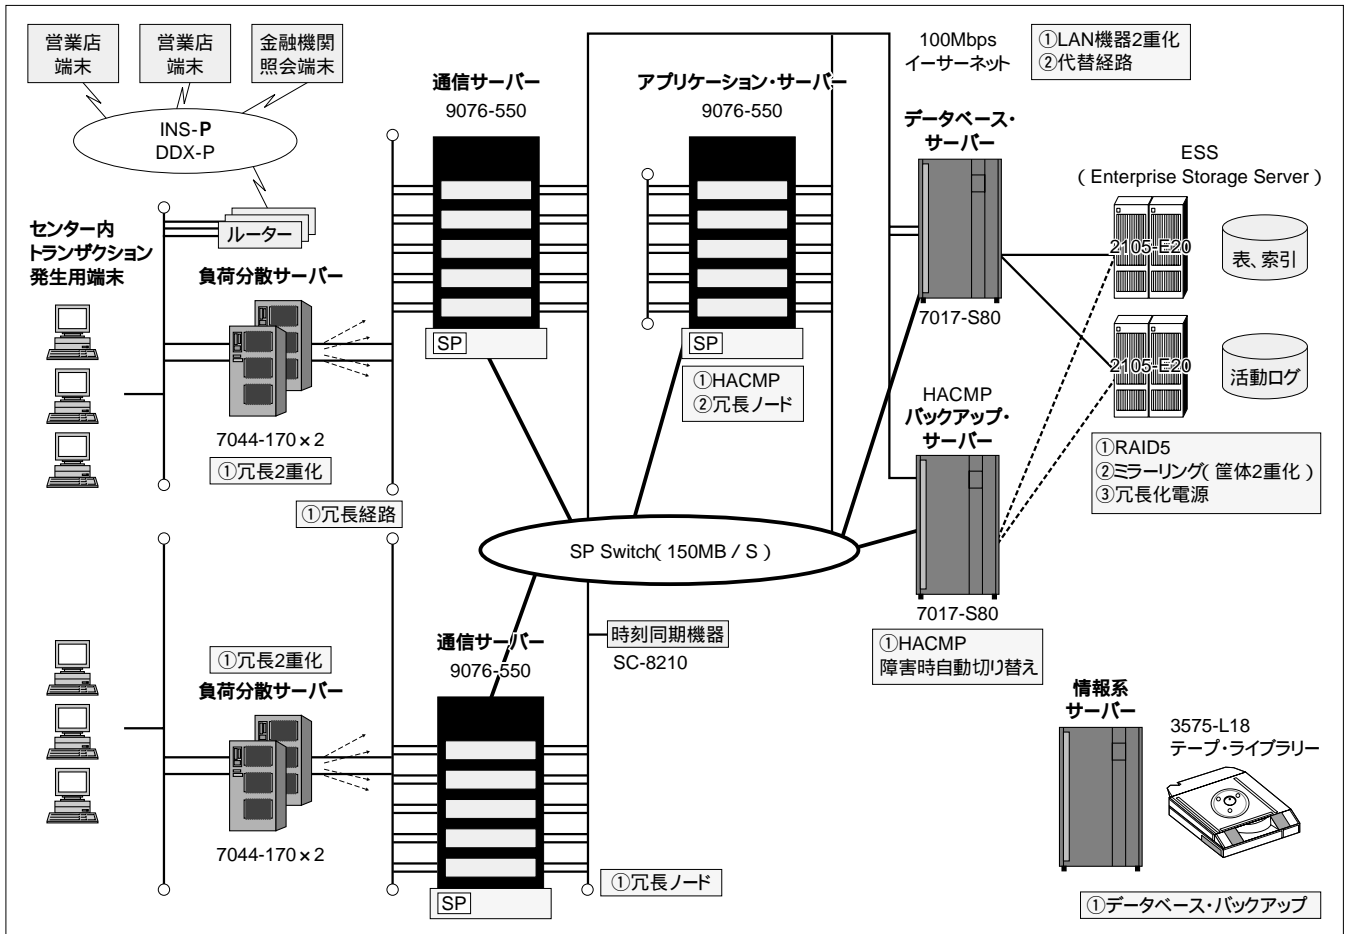 営業店
端末
営業店
端末
金融機関
照会端末
INS-P
DDX-P
ルーター
センター内
トランザクション
発生用端末
負荷分散サーバー
7044-170×2
①冗長2重化
①冗長経路
通信サーバー
9076-550
SP
アプリケーション・サーバー
9076-550
SP
①HACMP
②冗長ノード
100Mbps
イーサーネット
①LAN機器2重化
②代替経路
データベース・
サーバー
7017-S80
ESS
(Enterprise Storage Server)
2105-E20
表、索引
2105-E20
活動ログ
①RAID5
②ミラーリング(筐体2重化)
③冗長化電源
HACMP
バックアップ・
サーバー
7017-S80
①HACMP
障害時自動切り替え
SP Switch(150MB/S)
時刻同期機器
SC-8210
①冗長2重化
負荷分散サーバー
7044-170×2
通信サーバー
9076-550
SP
①冗長ノード
情報系
サーバー
3575-L18
テープ・ライブラリー
①データベース・バックアップ